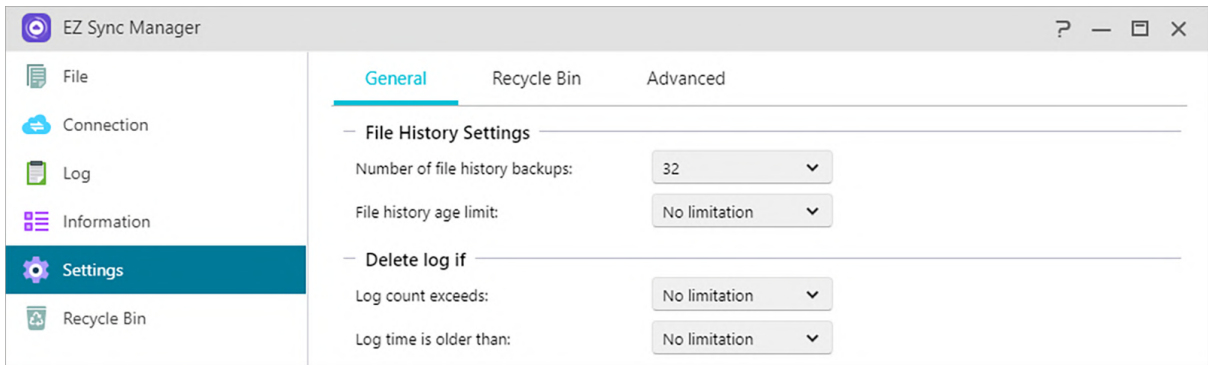 EZ Sync Manager
File
Connection
Log
Information
Settings
Recycle Bin
General Recycle Bin Advanced
File History Settings
Number of file history backups: 32
File history age limit: No limitation
Delete log if
Log count exceeds: No limitation
Log time is older than: No limitation